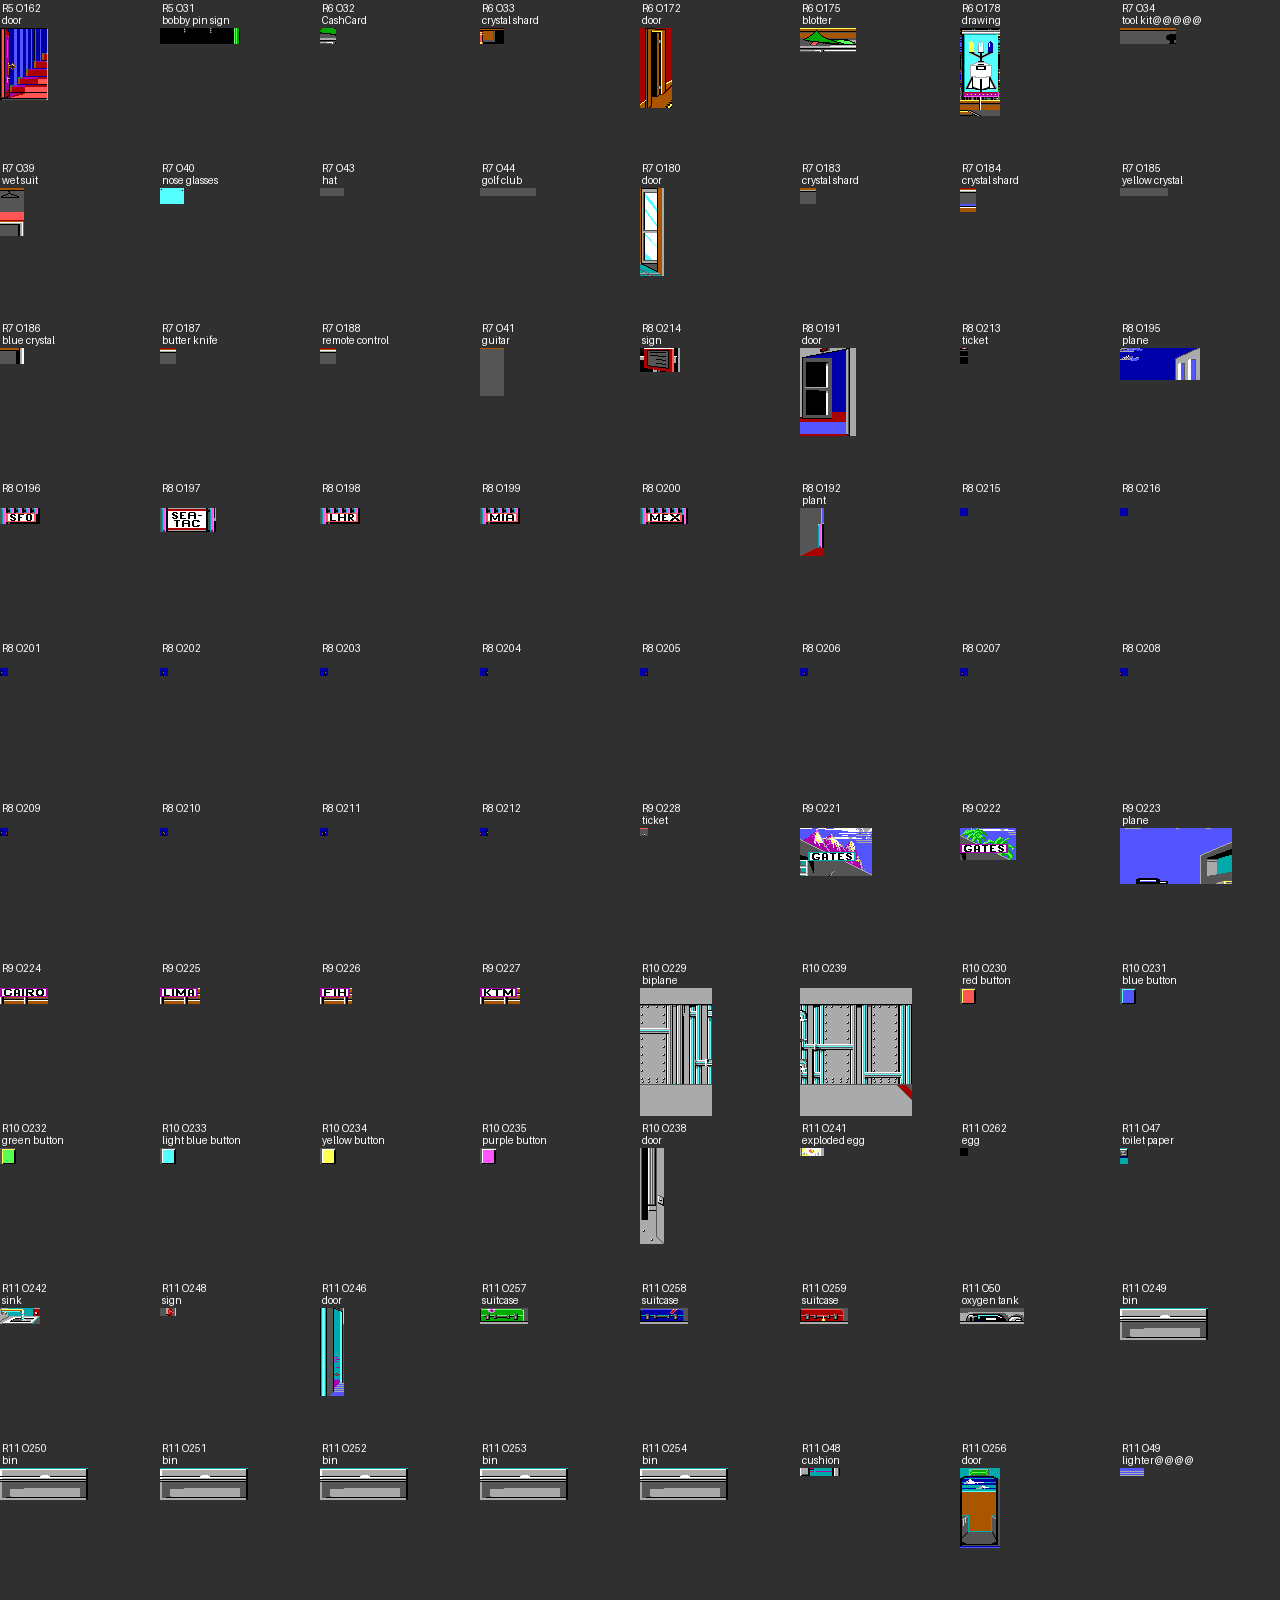 R5 O162 R5 O31 R6 O32 R6 O33 R6 O172 R6 O175 R6 O178 R7 O34
door bobby pin sign CashCard crystal shard door blotter drawing tool kit@@@@@
R7 O39 R7 O40 R7 O43 R7 O44 R7 O180 R7 O183 R7 O184 R7 O185
wet suit nose glasses hat golf club door crystal shard crystal shard yellow crystal
R7 O186 R7 O187 R7 O188 R7 O41 R8 O214 R8 O191 R8 O213 R8 O195
blue crystal butter knife remote control guitar sign door ticket plane
R8 O196 R8 O197 R8 O198 R8 O199 R8 O200 R8 O192 R8 O215 R8 O216
plant
SFO SEA- LHR MIA MEX
TAC
R8 O201 R8 O202 R8 O203 R8 O204 R8 O205 R8 O206 R8 O207 R8 O208
R8 O209 R8 O210 R8 O211 R8 O212 R9 O228 R9 O221 R9 O222 R9 O223
ticket plane
GATES GATES
R9 O224 R9 O225 R9 O226 R9 O227 R10 O229 R10 O239 R10 O230 R10 O231
biplane red button blue button
CAIRO LIMA FIH KTM
R10 O232 R10 O233 R10 O234 R10 O235 R10 O238 R11 O241 R11 O262 R11 O47
green button light blue button yellow button purple button door exploded egg egg toilet paper
R11 O242 R11 O248 R11 O246 R11 O257 R11 O258 R11 O259 R11 O50 R11 O249
sink sign door suitcase suitcase suitcase oxygen tank bin
R11 O250 R11 O251 R11 O252 R11 O253 R11 O254 R11 O48 R11 O256 R11 O49
bin bin bin bin bin cushion door lighter@@@@